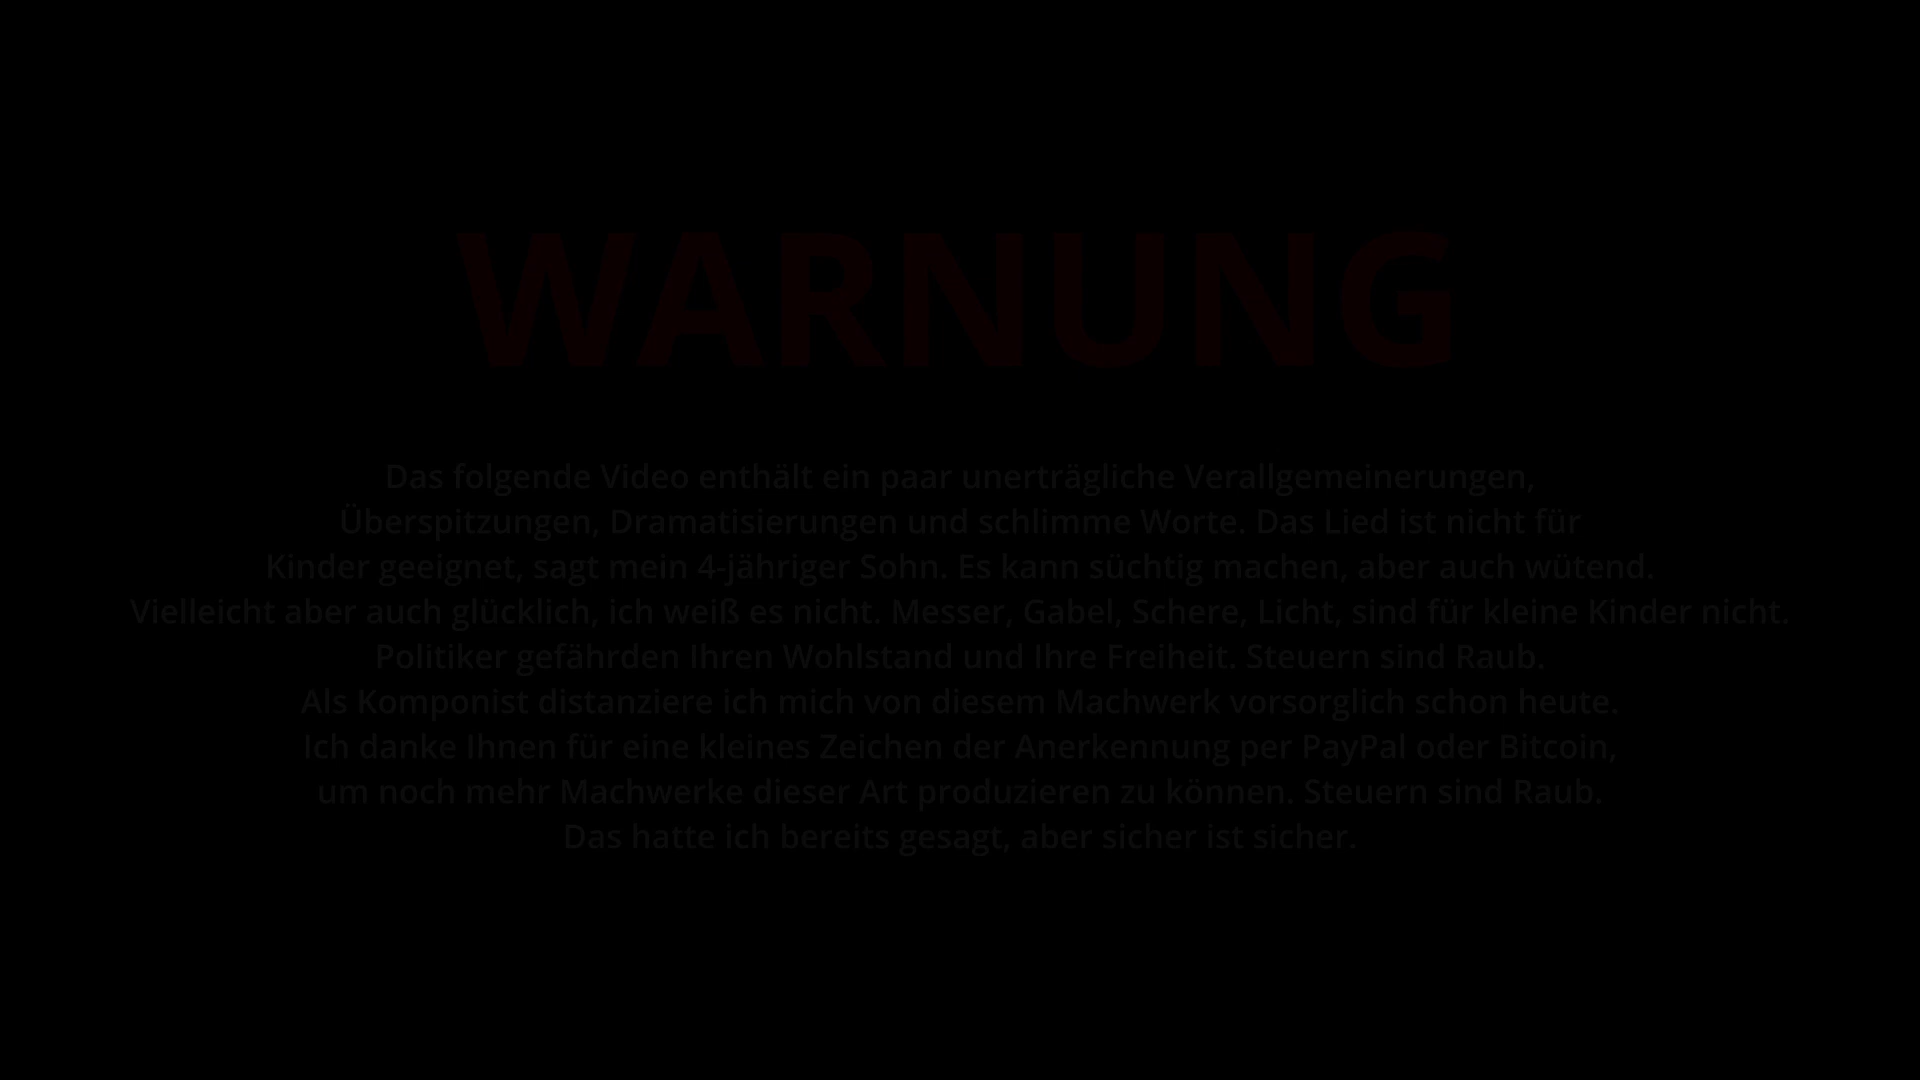 WARNUNG
Das folgende Video enthält ein paar unerträgliche Verallgemeinerungen,
Überspitzungen, Dramatisierungen und schlimme Worte. Das Lied ist nicht für
Kinder geeignet, sagt mein 4-jähriger Sohn. Es kann süchtig machen, aber auch wütend.
Vielleicht aber auch glücklich, ich weiß es nicht. Messer, Gabel, Schere, Licht, sind für kleine Kinder nicht.
Politiker gefährden Ihren Wohlstand und Ihre Freiheit. Steuern sind Raub.
Als Komponist distanziere ich mich von diesem Machwerk vorsorglich schon heute.
Ich danke Ihnen für eine kleines Zeichen der Anerkennung per PayPal oder Bitcoin,
um noch mehr Machwerke dieser Art produzieren zu können. Steuern sind Raub.
Das hatte ich bereits gesagt, aber sicher ist sicher.